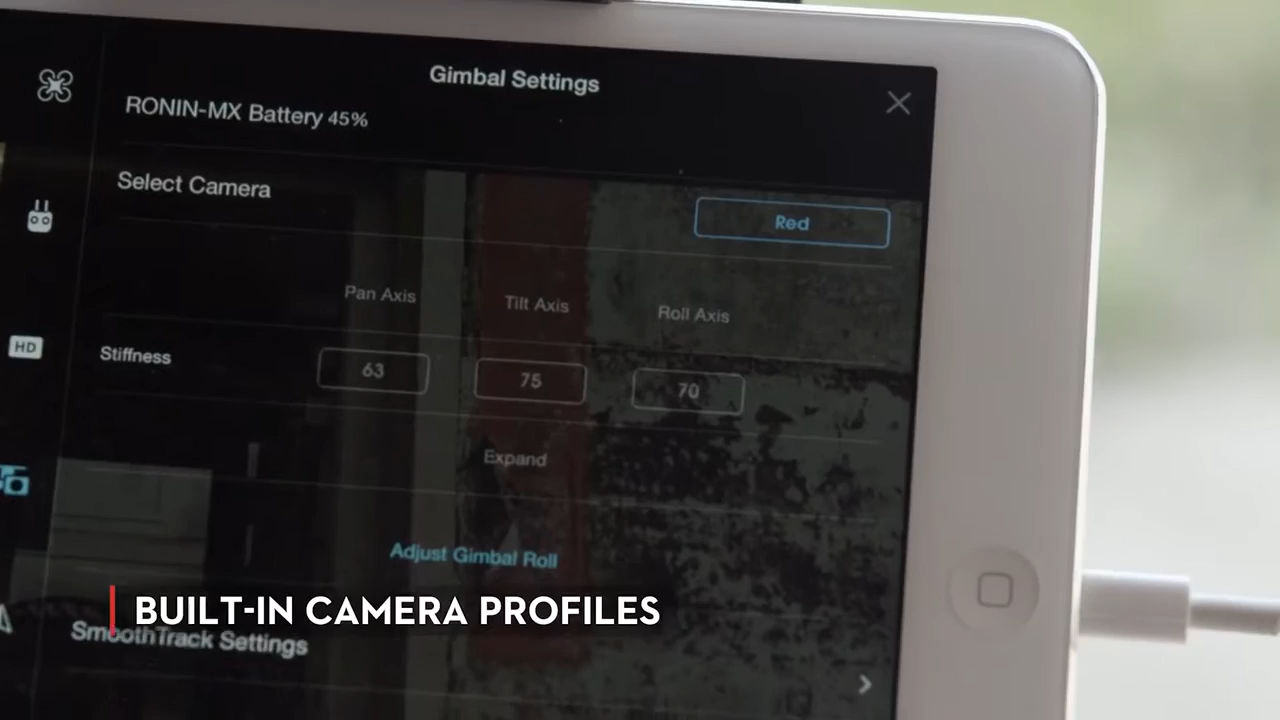 Gimbal Settings
RONIN-MX Battery 45%
Select Camera
Red
Pan Axis
Tilt Axis
Roll Axis
HD
Stiffness
63
75
70
Expand
Adjust Gimbal Roll
BUILT-IN CAMERA PROFILES
SmoothTrack Settings